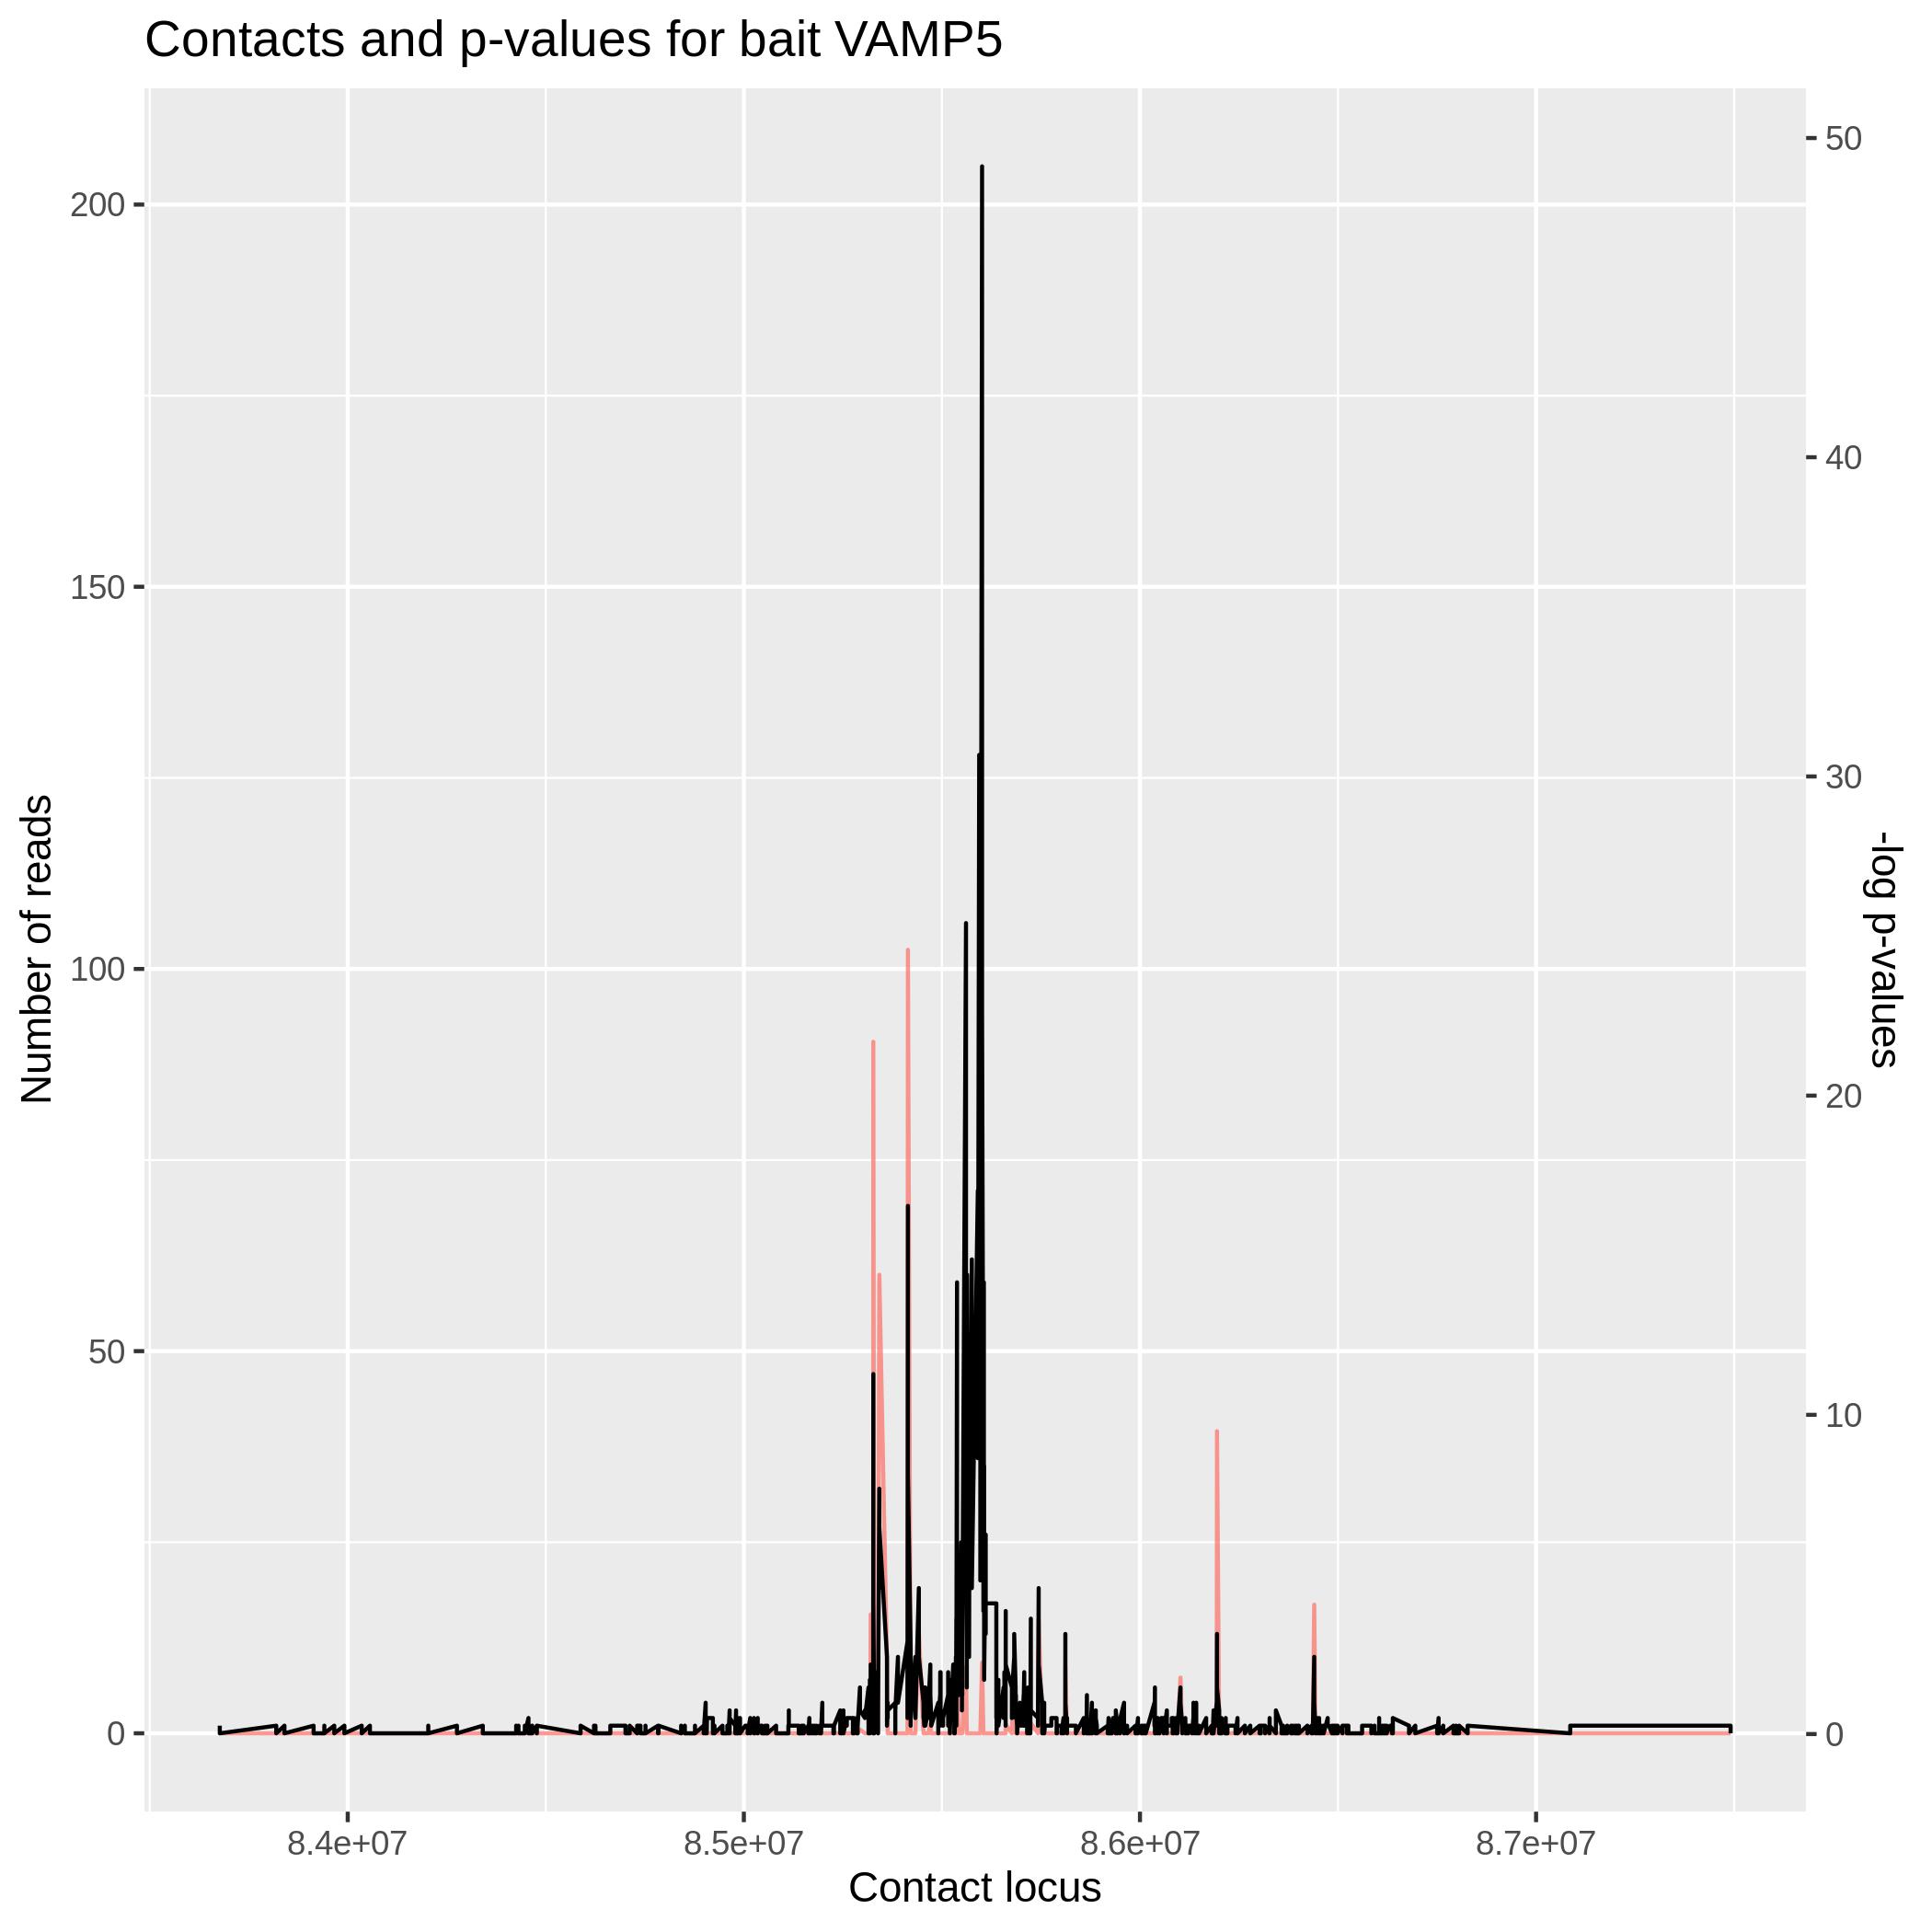 Contacts and p-values for bait VAMP5
Number of reads
200
150
100
50
0
50
40
30
20
10
0
-log p-values
8.4e+07
8.5e+07
8.6e+07
8.7e+07
Contact locus